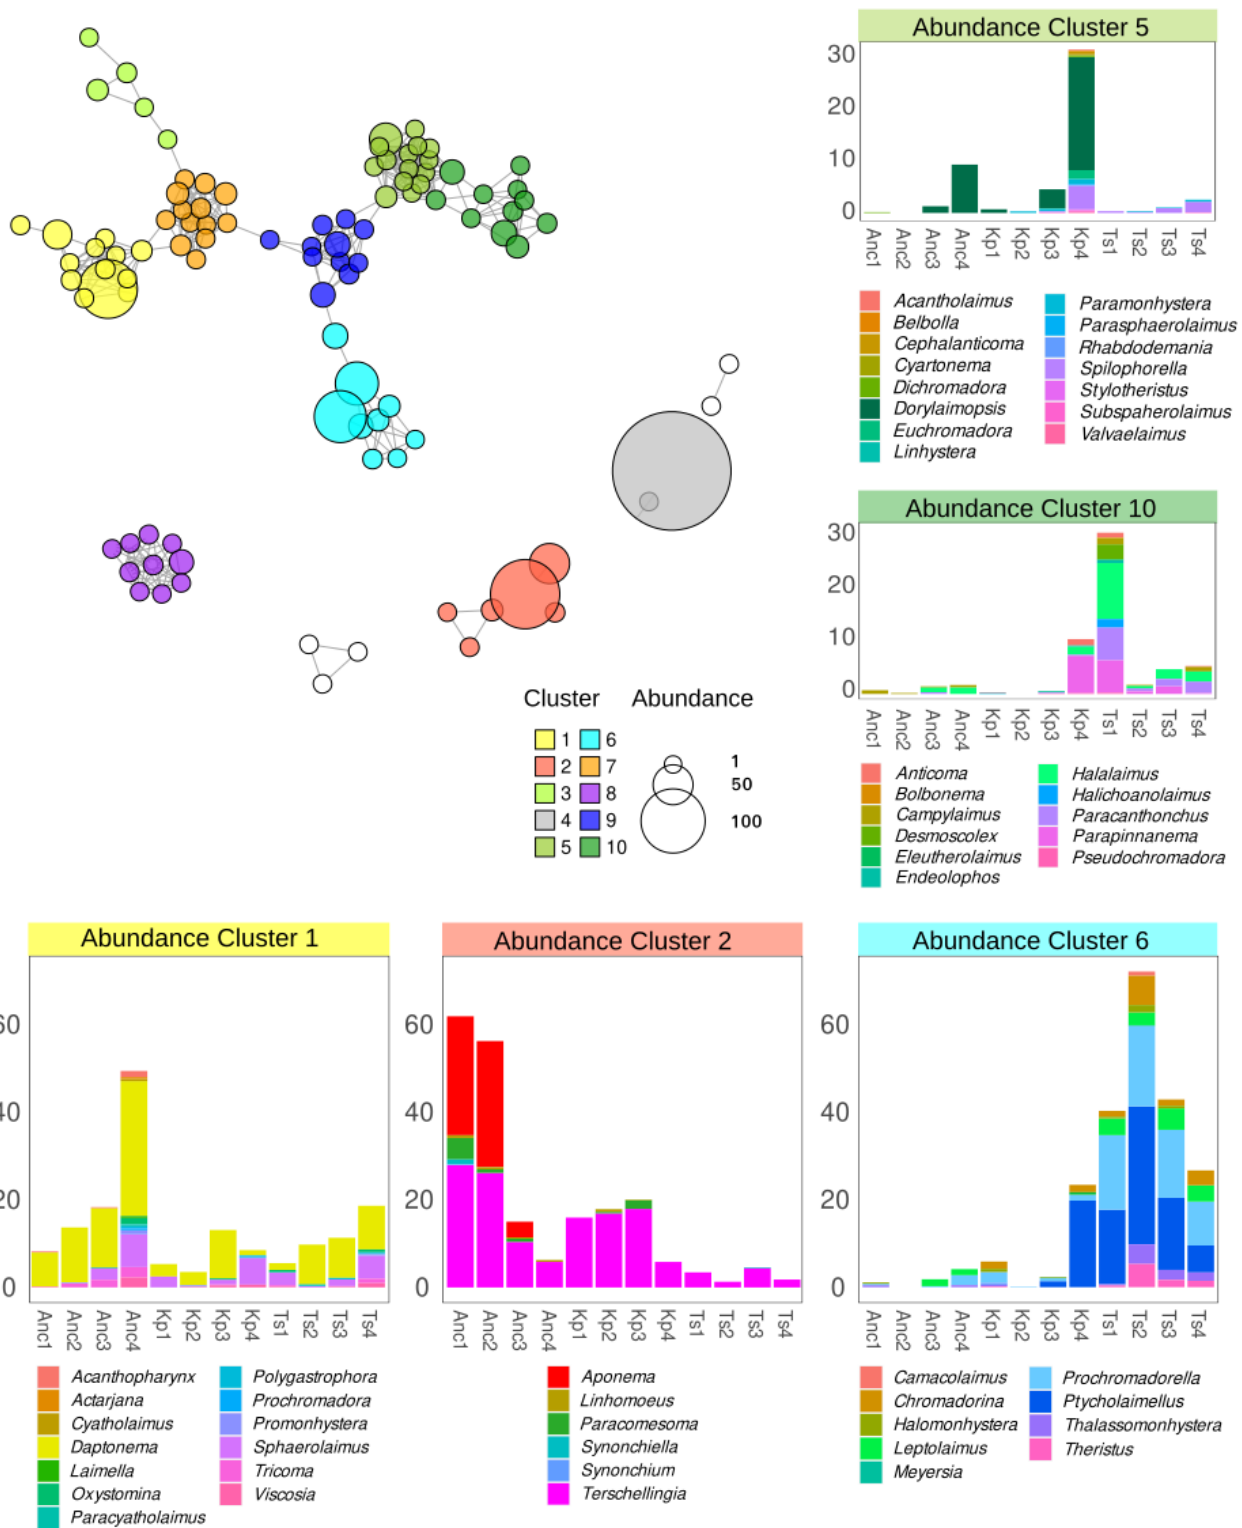 Abundance Cluster 5
30
20
10
0
Anc1 Anc2 Anc3 Anc4 Kp1 Kp2 Kp3 Kp4 Ts1 Ts2 Ts3 Ts4
Acantholaimus Paramonhystera
Belbolla Parasphaerolaimus
Cephalanticoma Rhabdodemania
Cyartonema Spilophorella
Dichromadora Stylotheristus
Dorylaimopsis Subspaherolaimus
Euchromadora Valvaelaimus
Linhystera
Abundance Cluster 10
30
20
10
0
Anc1 Anc2 Anc3 Anc4 Kp1 Kp2 Kp3 Kp4 Ts1 Ts2 Ts3 Ts4
Anticoma Halalaimus
Bolbonema Halichoanolaimus
Campylaimus Paracanthonchus
Desmoscolex Parapinnanema
Eleutherolaimus Pseudochromadora
Endeolophos
Cluster Abundance
1 6
2 7
3 8
4 9
5 10
1
50
100
Abundance Cluster 1
60
40
20
0
Anc1 Anc2 Anc3 Anc4 Kp1 Kp2 Kp3 Kp4 Ts1 Ts2 Ts3 Ts4
Acanthopharynx Polygastrophora
Actarjana Prochromadora
Cyatholaimus Promonhystera
Daptonema Sphaerolaimus
Laimella Tricoma
Oxystomina Viscosia
Paracyatholaimus
Abundance Cluster 2
60
40
20
0
Anc1 Anc2 Anc3 Anc4 Kp1 Kp2 Kp3 Kp4 Ts1 Ts2 Ts3 Ts4
Aponema
Linhomoeus
Paracomesoma
Synonchiella
Synonchium
Terschellingia
Abundance Cluster 6
60
40
20
0
Anc1 Anc2 Anc3 Anc4 Kp1 Kp2 Kp3 Kp4 Ts1 Ts2 Ts3 Ts4
Camacolaimus Prochromadorella
Chromadorina Ptycholaimellus
Halomonhystera Thalassomonhystera
Leptolaimus Theristus
Meyersia